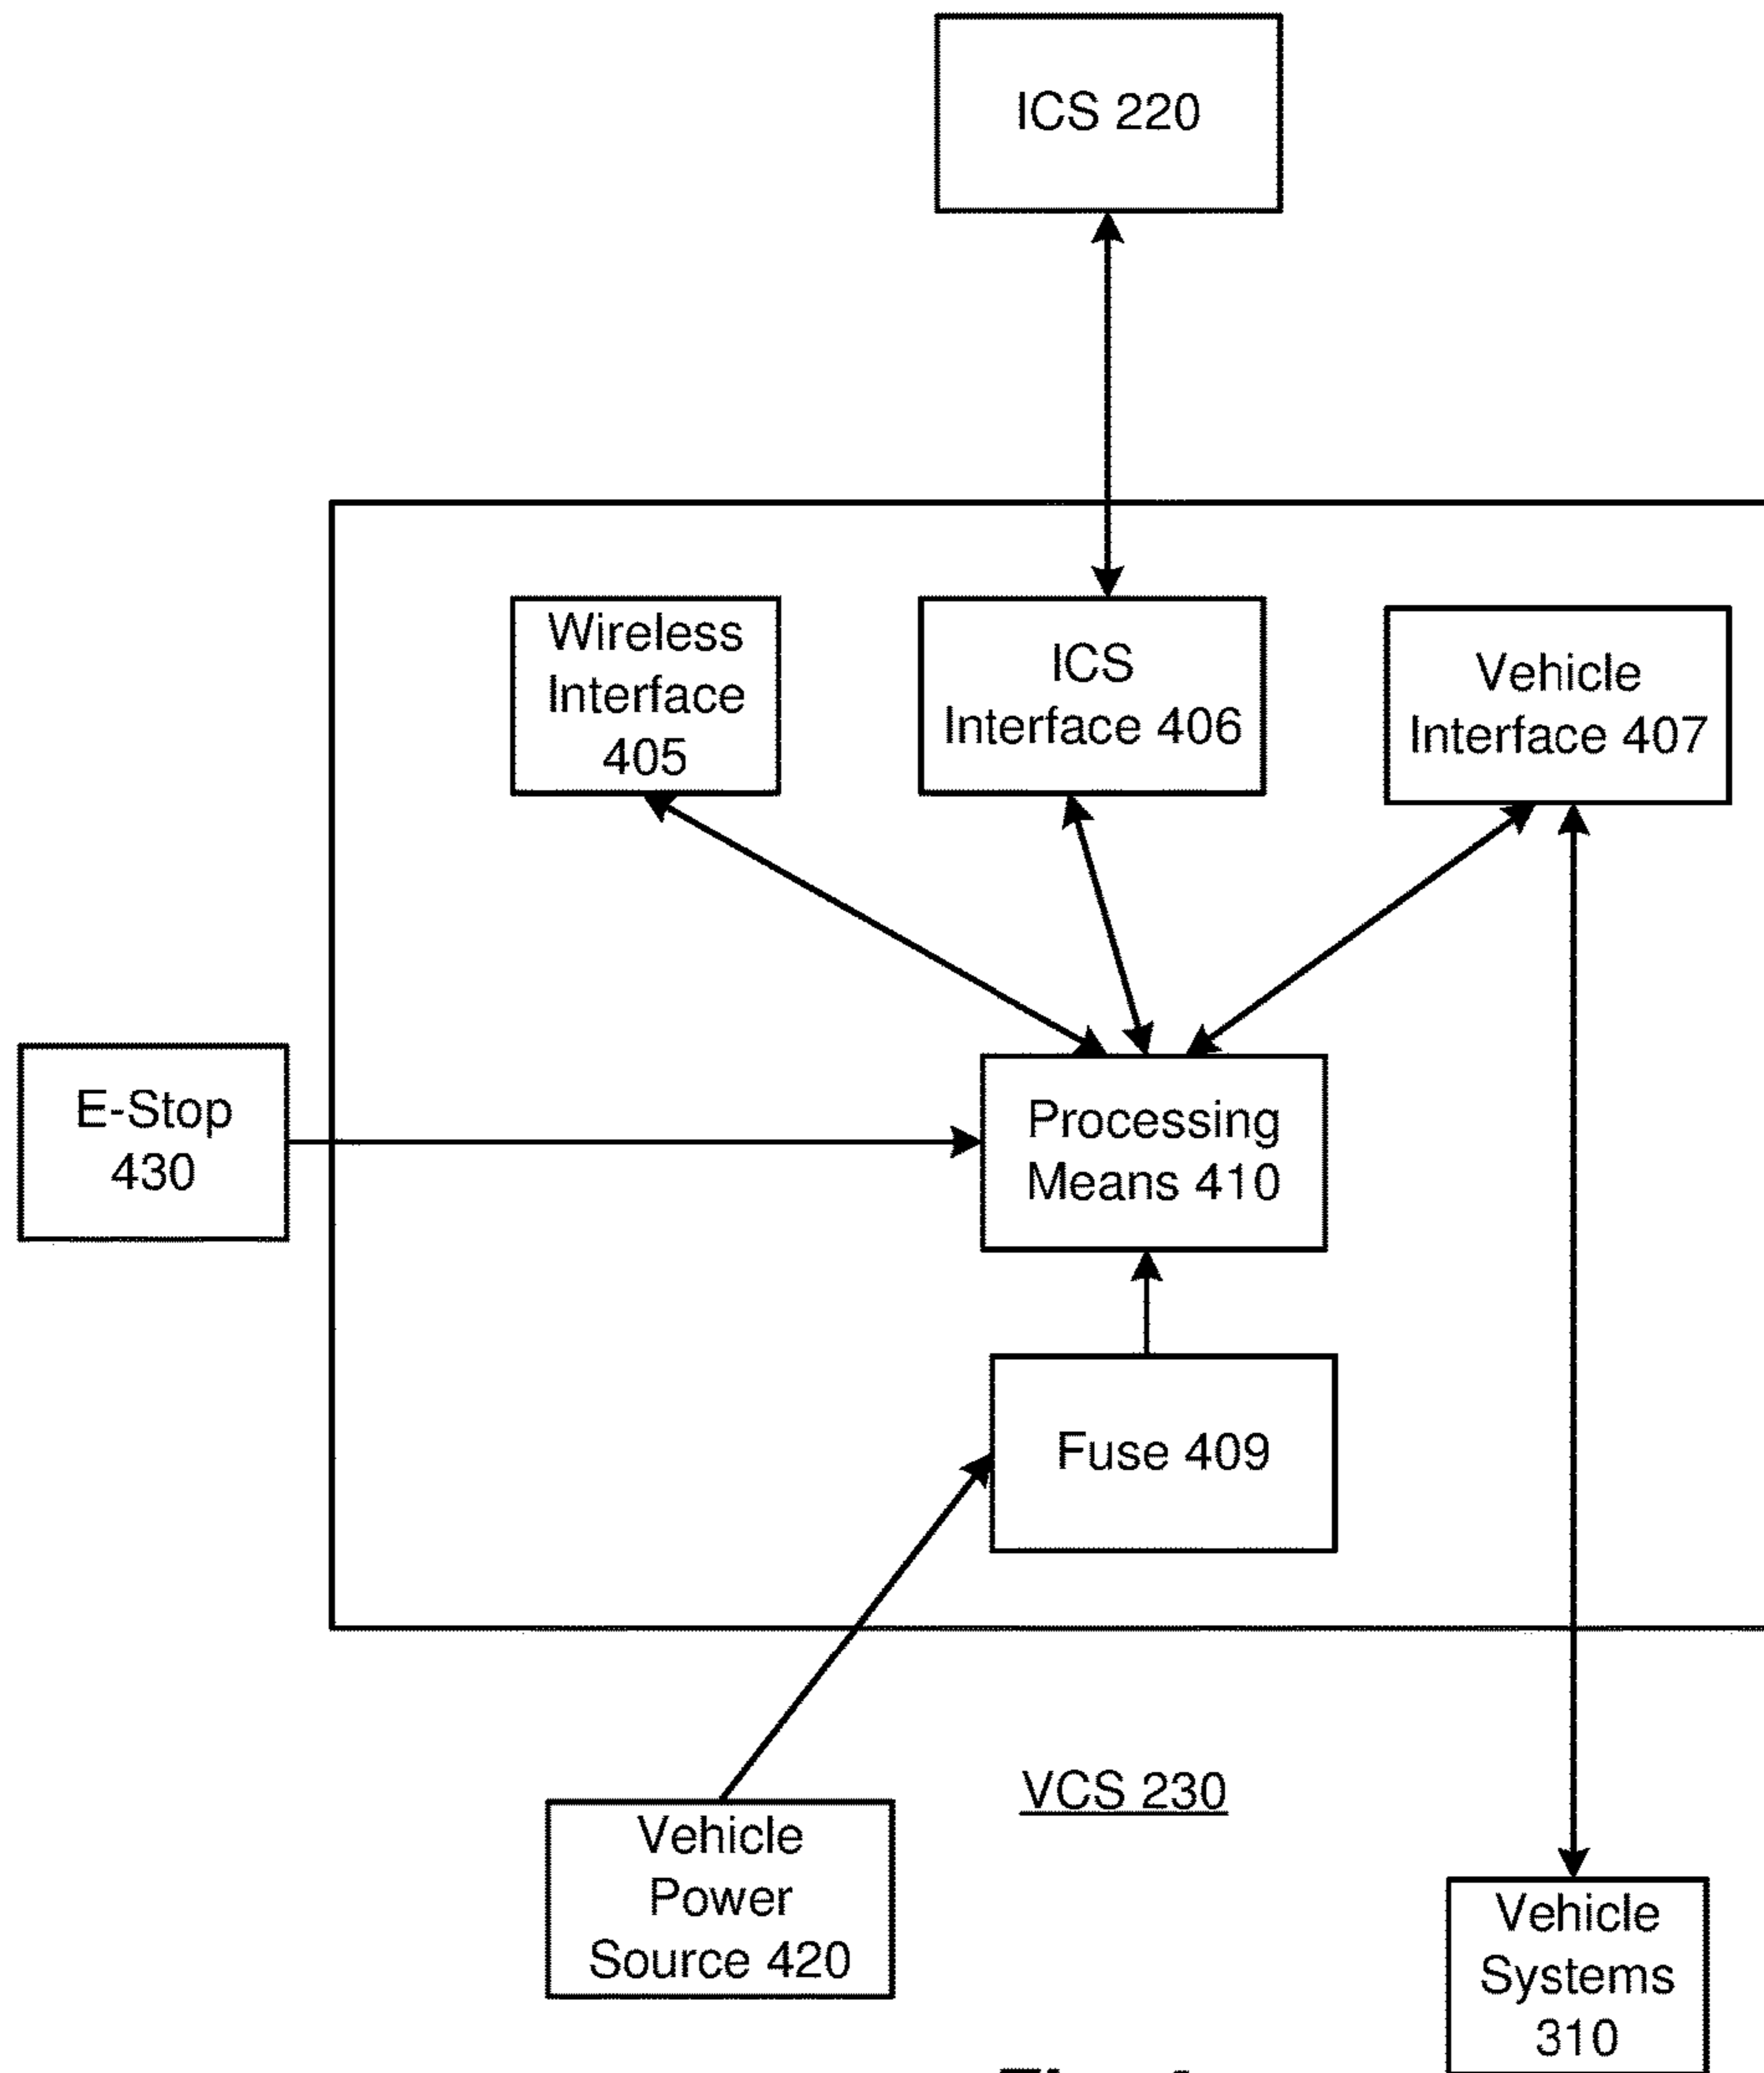 ICS 220
Wireless
Interface
405
ICS
Interface 406
Vehicle
Interface 407
E-Stop
430
Processing
Means 410
Fuse 409
VCS 230
Vehicle
Power
Source 420
Vehicle
Systems
310